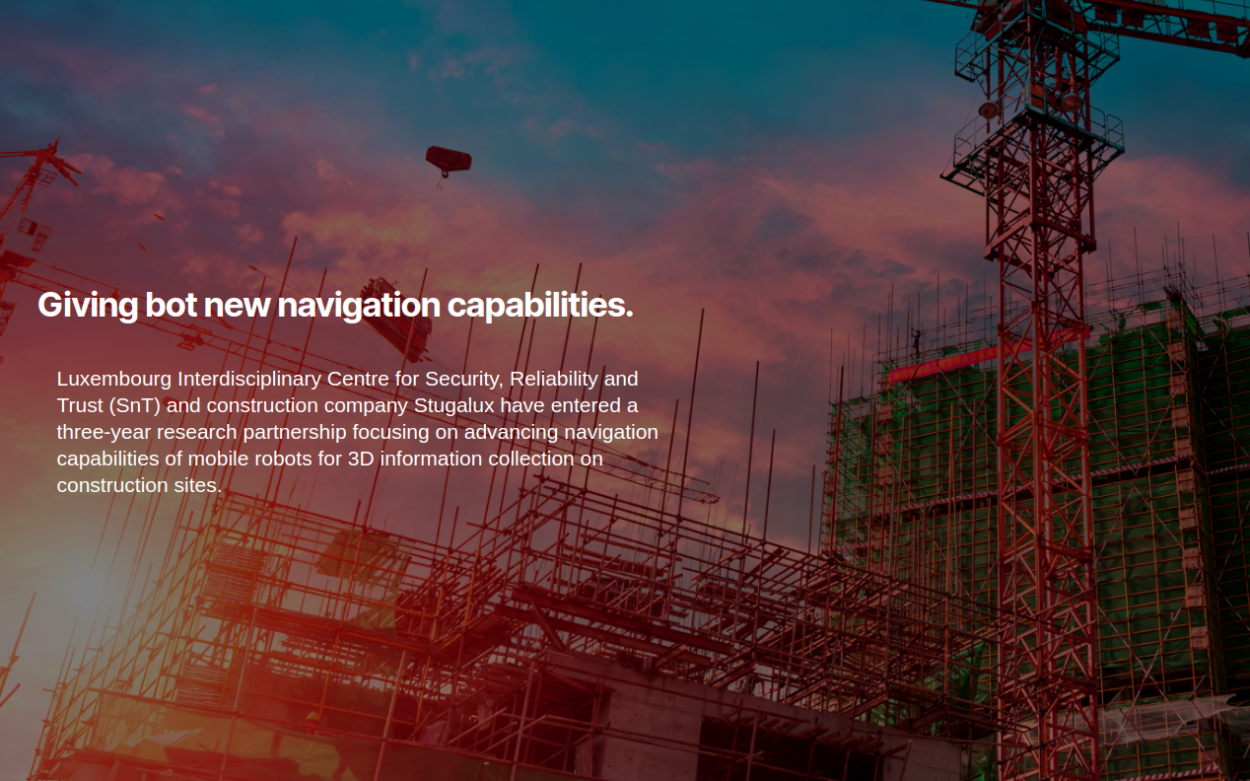 Giving bot new navigation capabilities.
Luxembourg Interdisciplinary Centre for Security, Reliability and
Trust (SnT) and construction company Stugalux have entered a
three-year research partnership focusing on advancing navigation
capabilities of mobile robots for 3D information collection on
construction sites.